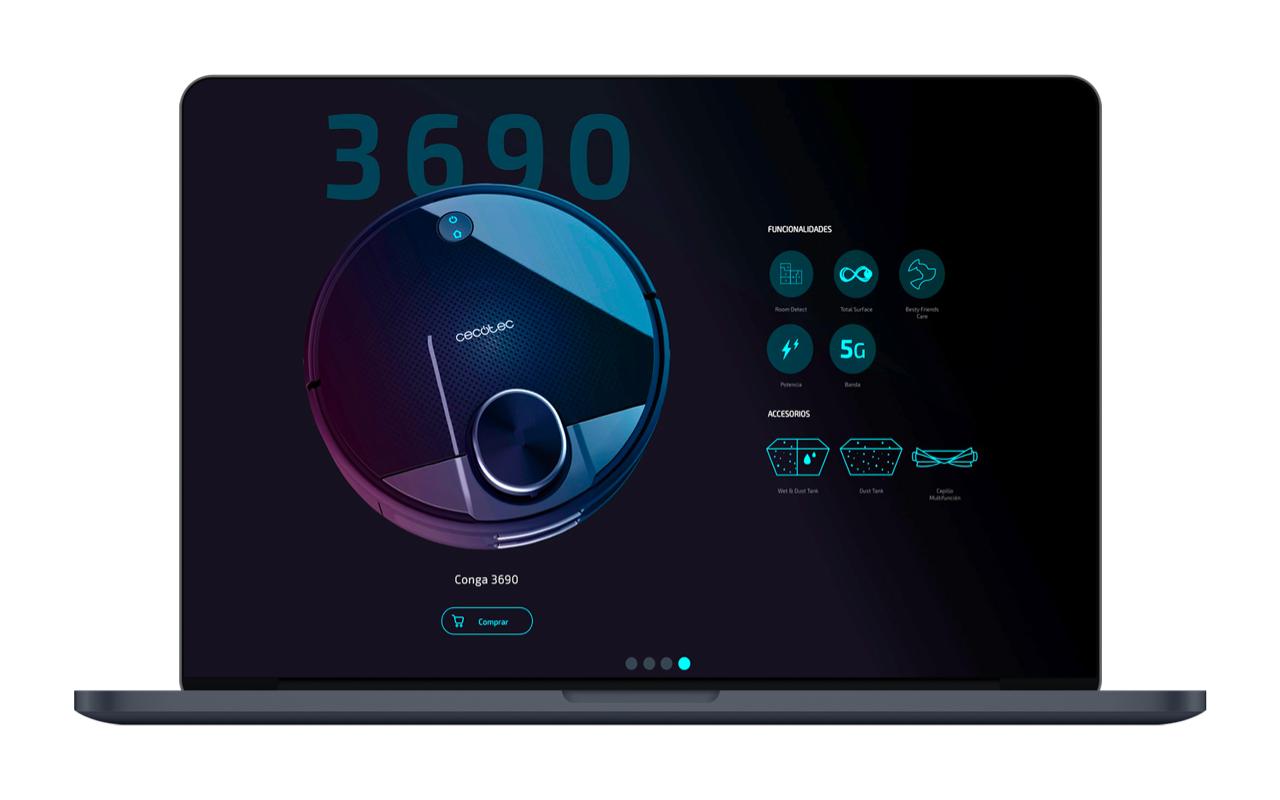 3690
cecotec
Conga 3690
Comprar
FUNCIONALIDADES
Room Detect
Total Surface
Besty Friends
Care
Potencia
5G
Banda
ACCESORIOS
Wet & Dust Tank
Dust Tank
Cepillo
Multifunción